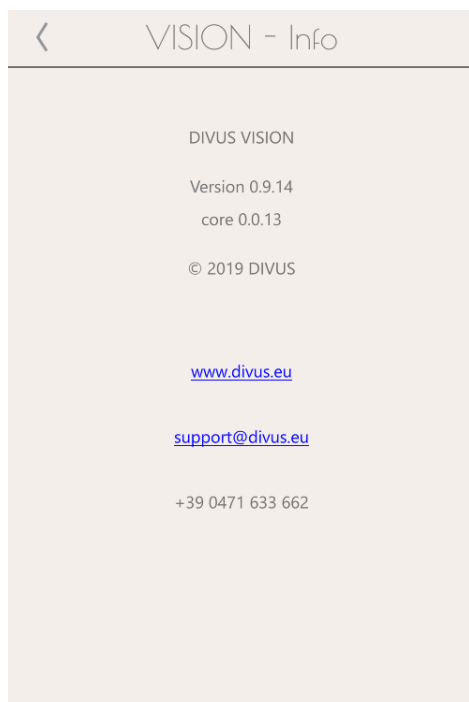 VISION - Info
DIVUS VISION
Version 0.9.14
core 0.0.13
© 2019 DIVUS
www.divus.eu
support@divus.eu
+39 0471 633 662